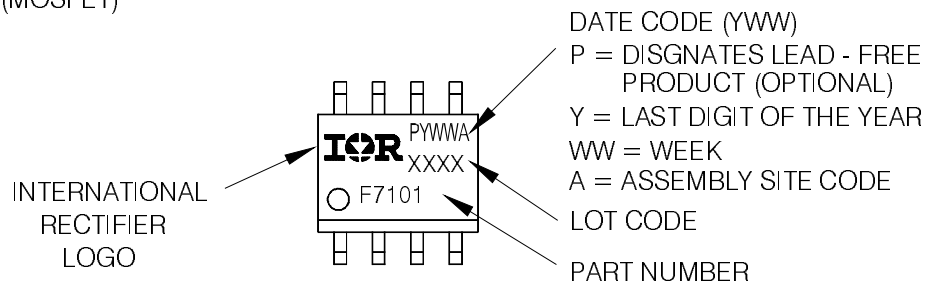 (MOSFET)
DATE CODE (YWW)
P = DISGNATES LEAD - FREE
PRODUCT (OPTIONAL)
Y = LAST DIGIT OF THE YEAR
WW = WEEK
A = ASSEMBLY SITE CODE
LOT CODE
PART NUMBER
INTERNATIONAL
RECTIFIER
LOGO
IOR
PYWWA
XXXX
F7101